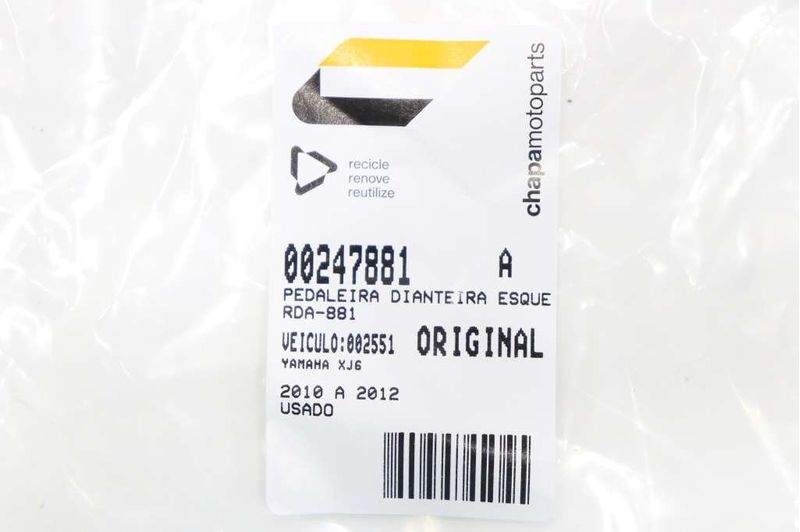 chapamotoparts
recicle
renove
reutilize
00247881 A
PEDALEIRA DIANTEIRA ESQUE
RDA-881
VEICULO:002551 ORIGINAL
YAMAHA XJ6
2010 A 2012
USADO